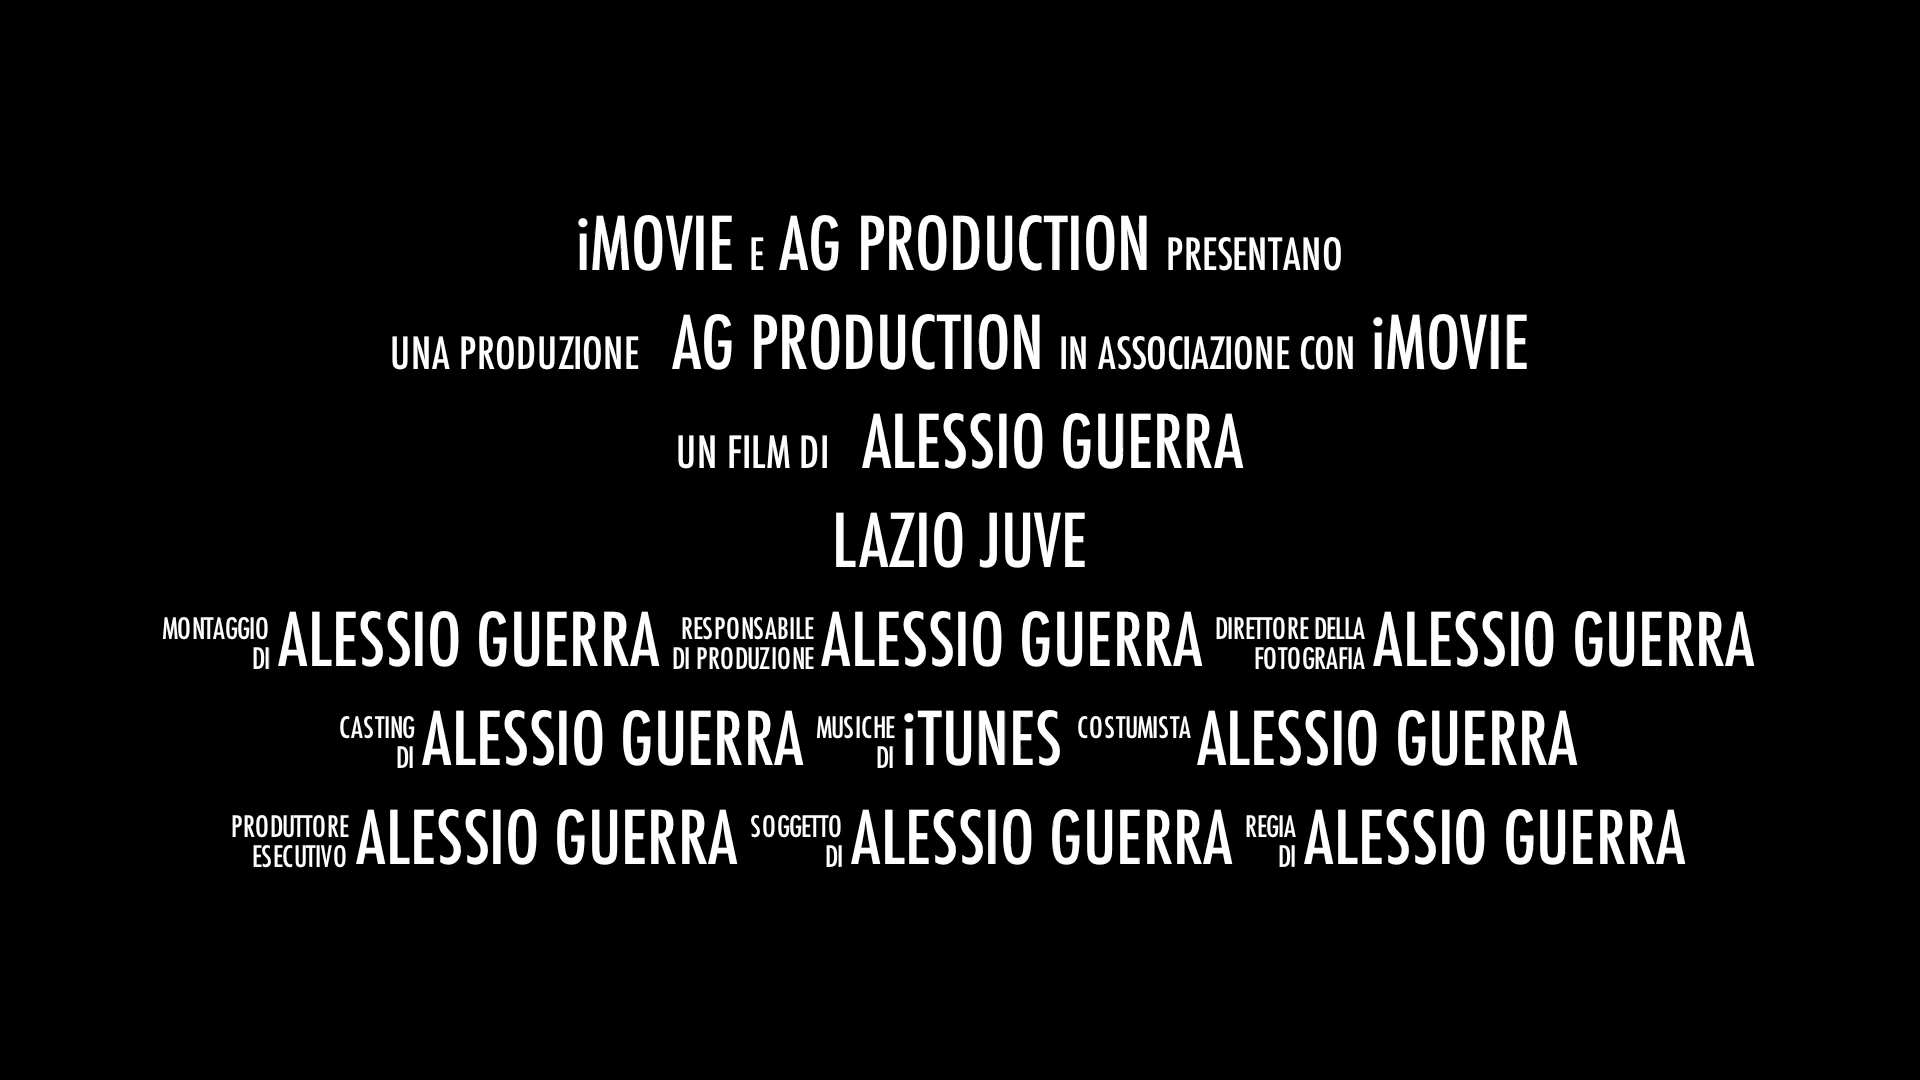 iMOVIE E AG PRODUCTION PRESENTANO
UNA PRODUZIONE AG PRODUCTION IN ASSOCIAZIONE CON iMOVIE
UN FILM DI ALESSIO GUERRA
LAZIO JUVE
MONTAGGIO DI ALESSIO GUERRA RESPONSABILE DI PRODUZIONE ALESSIO GUERRA DIRETTORE DELLA FOTOGRAFIA ALESSIO GUERRA
CASTING DI ALESSIO GUERRA MUSICHE DI iTUNES COSTUMISTA ALESSIO GUERRA
PRODUTTORE ESECUTIVO ALESSIO GUERRA SOGGETTO DI ALESSIO GUERRA REGIA DI ALESSIO GUERRA